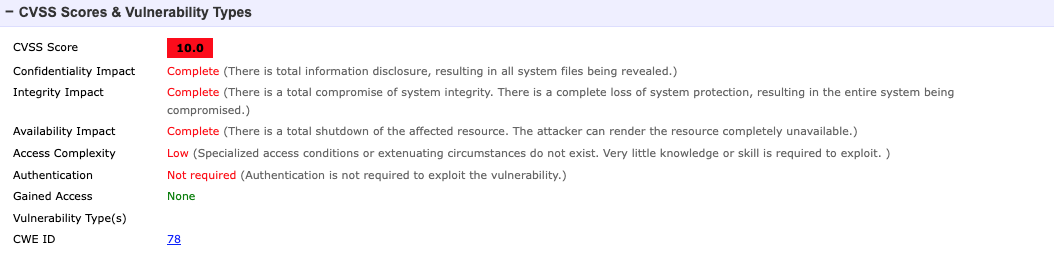 − CVSS Scores & Vulnerability Types
CVSS Score 10.0
Confidentiality Impact Complete (There is total information disclosure, resulting in all system files being revealed.)
Integrity Impact Complete (There is a total compromise of system integrity. There is a complete loss of system protection, resulting in the entire system being
compromised.)
Availability Impact Complete (There is a total shutdown of the affected resource. The attacker can render the resource completely unavailable.)
Access Complexity Low (Specialized access conditions or extenuating circumstances do not exist. Very little knowledge or skill is required to exploit. )
Authentication Not required (Authentication is not required to exploit the vulnerability.)
Gained Access None
Vulnerability Type(s)
CWE ID 78